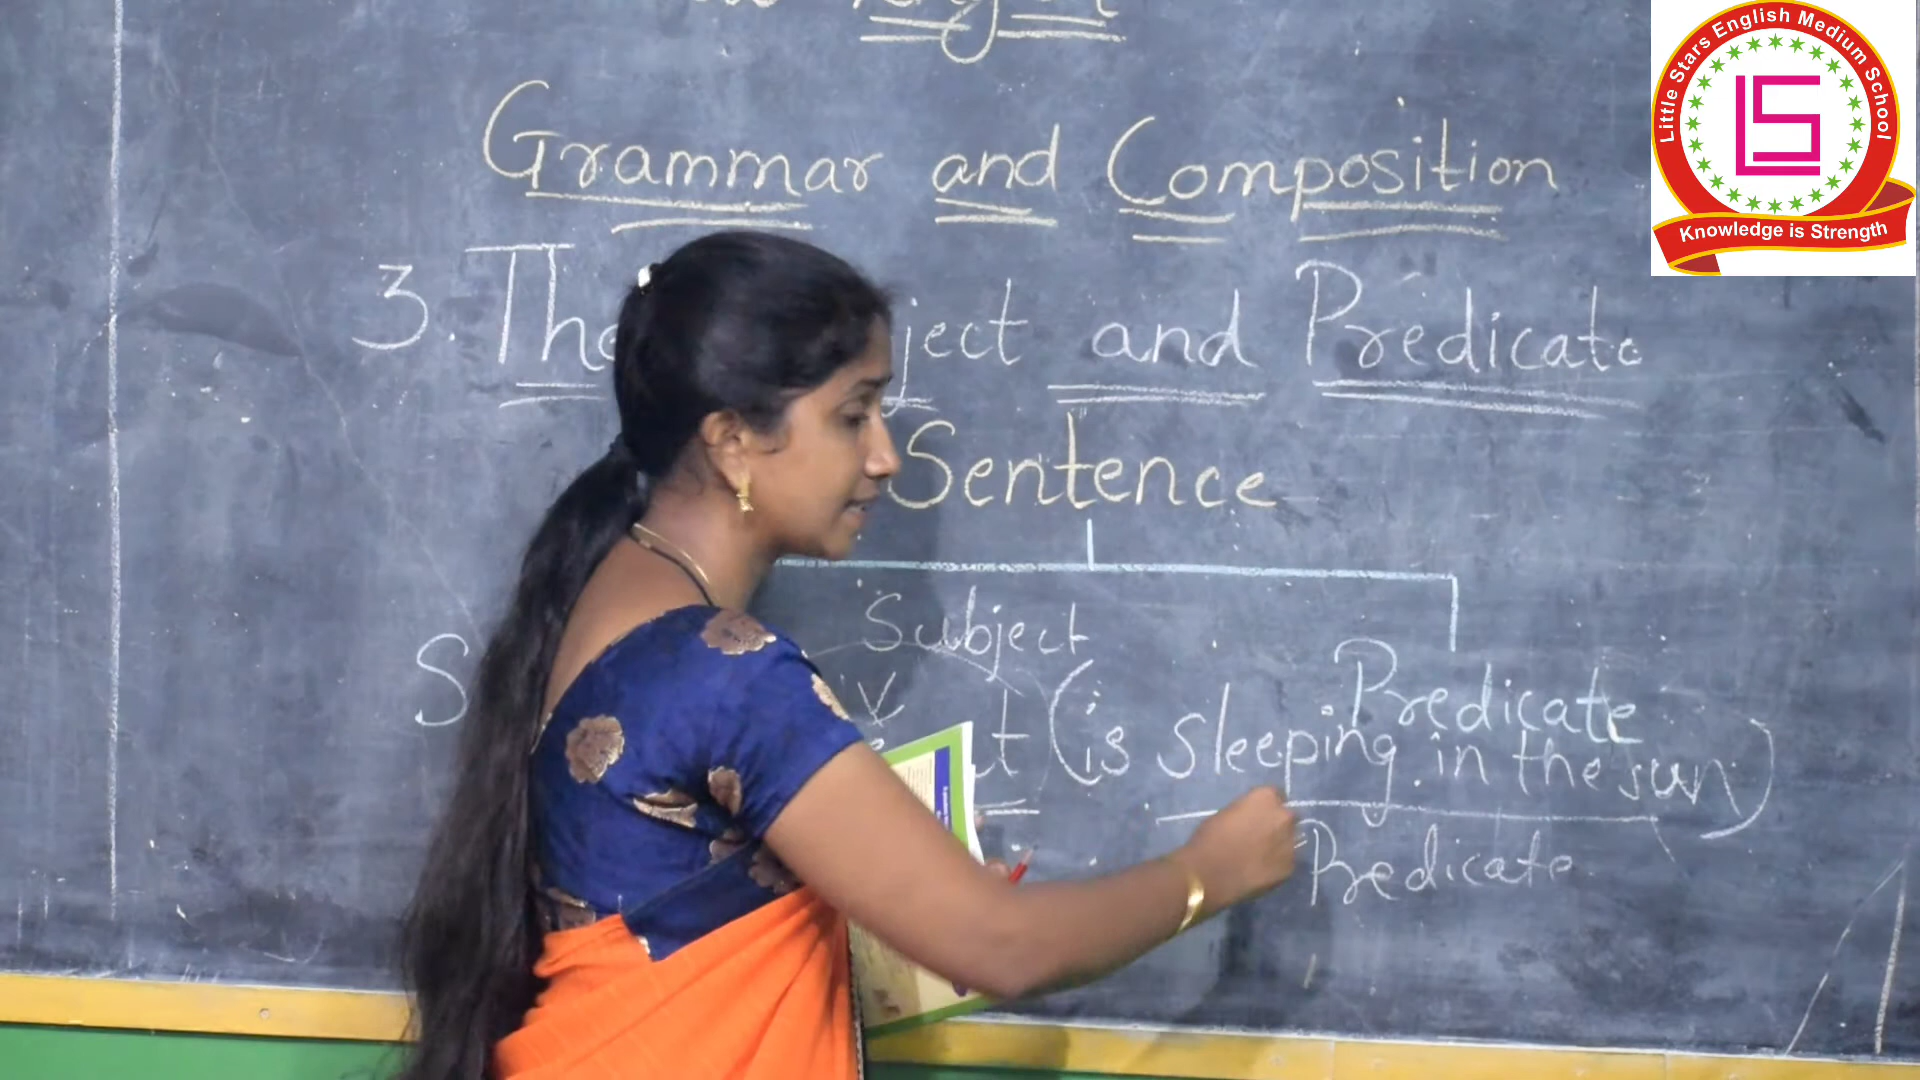 Grammar and Composition
3. The ject and Predicate
Sentence
Subject
Predicate
(is sleeping in the sun)
Predicate
Little Stars English Medium School
LS
Knowledge is Strength